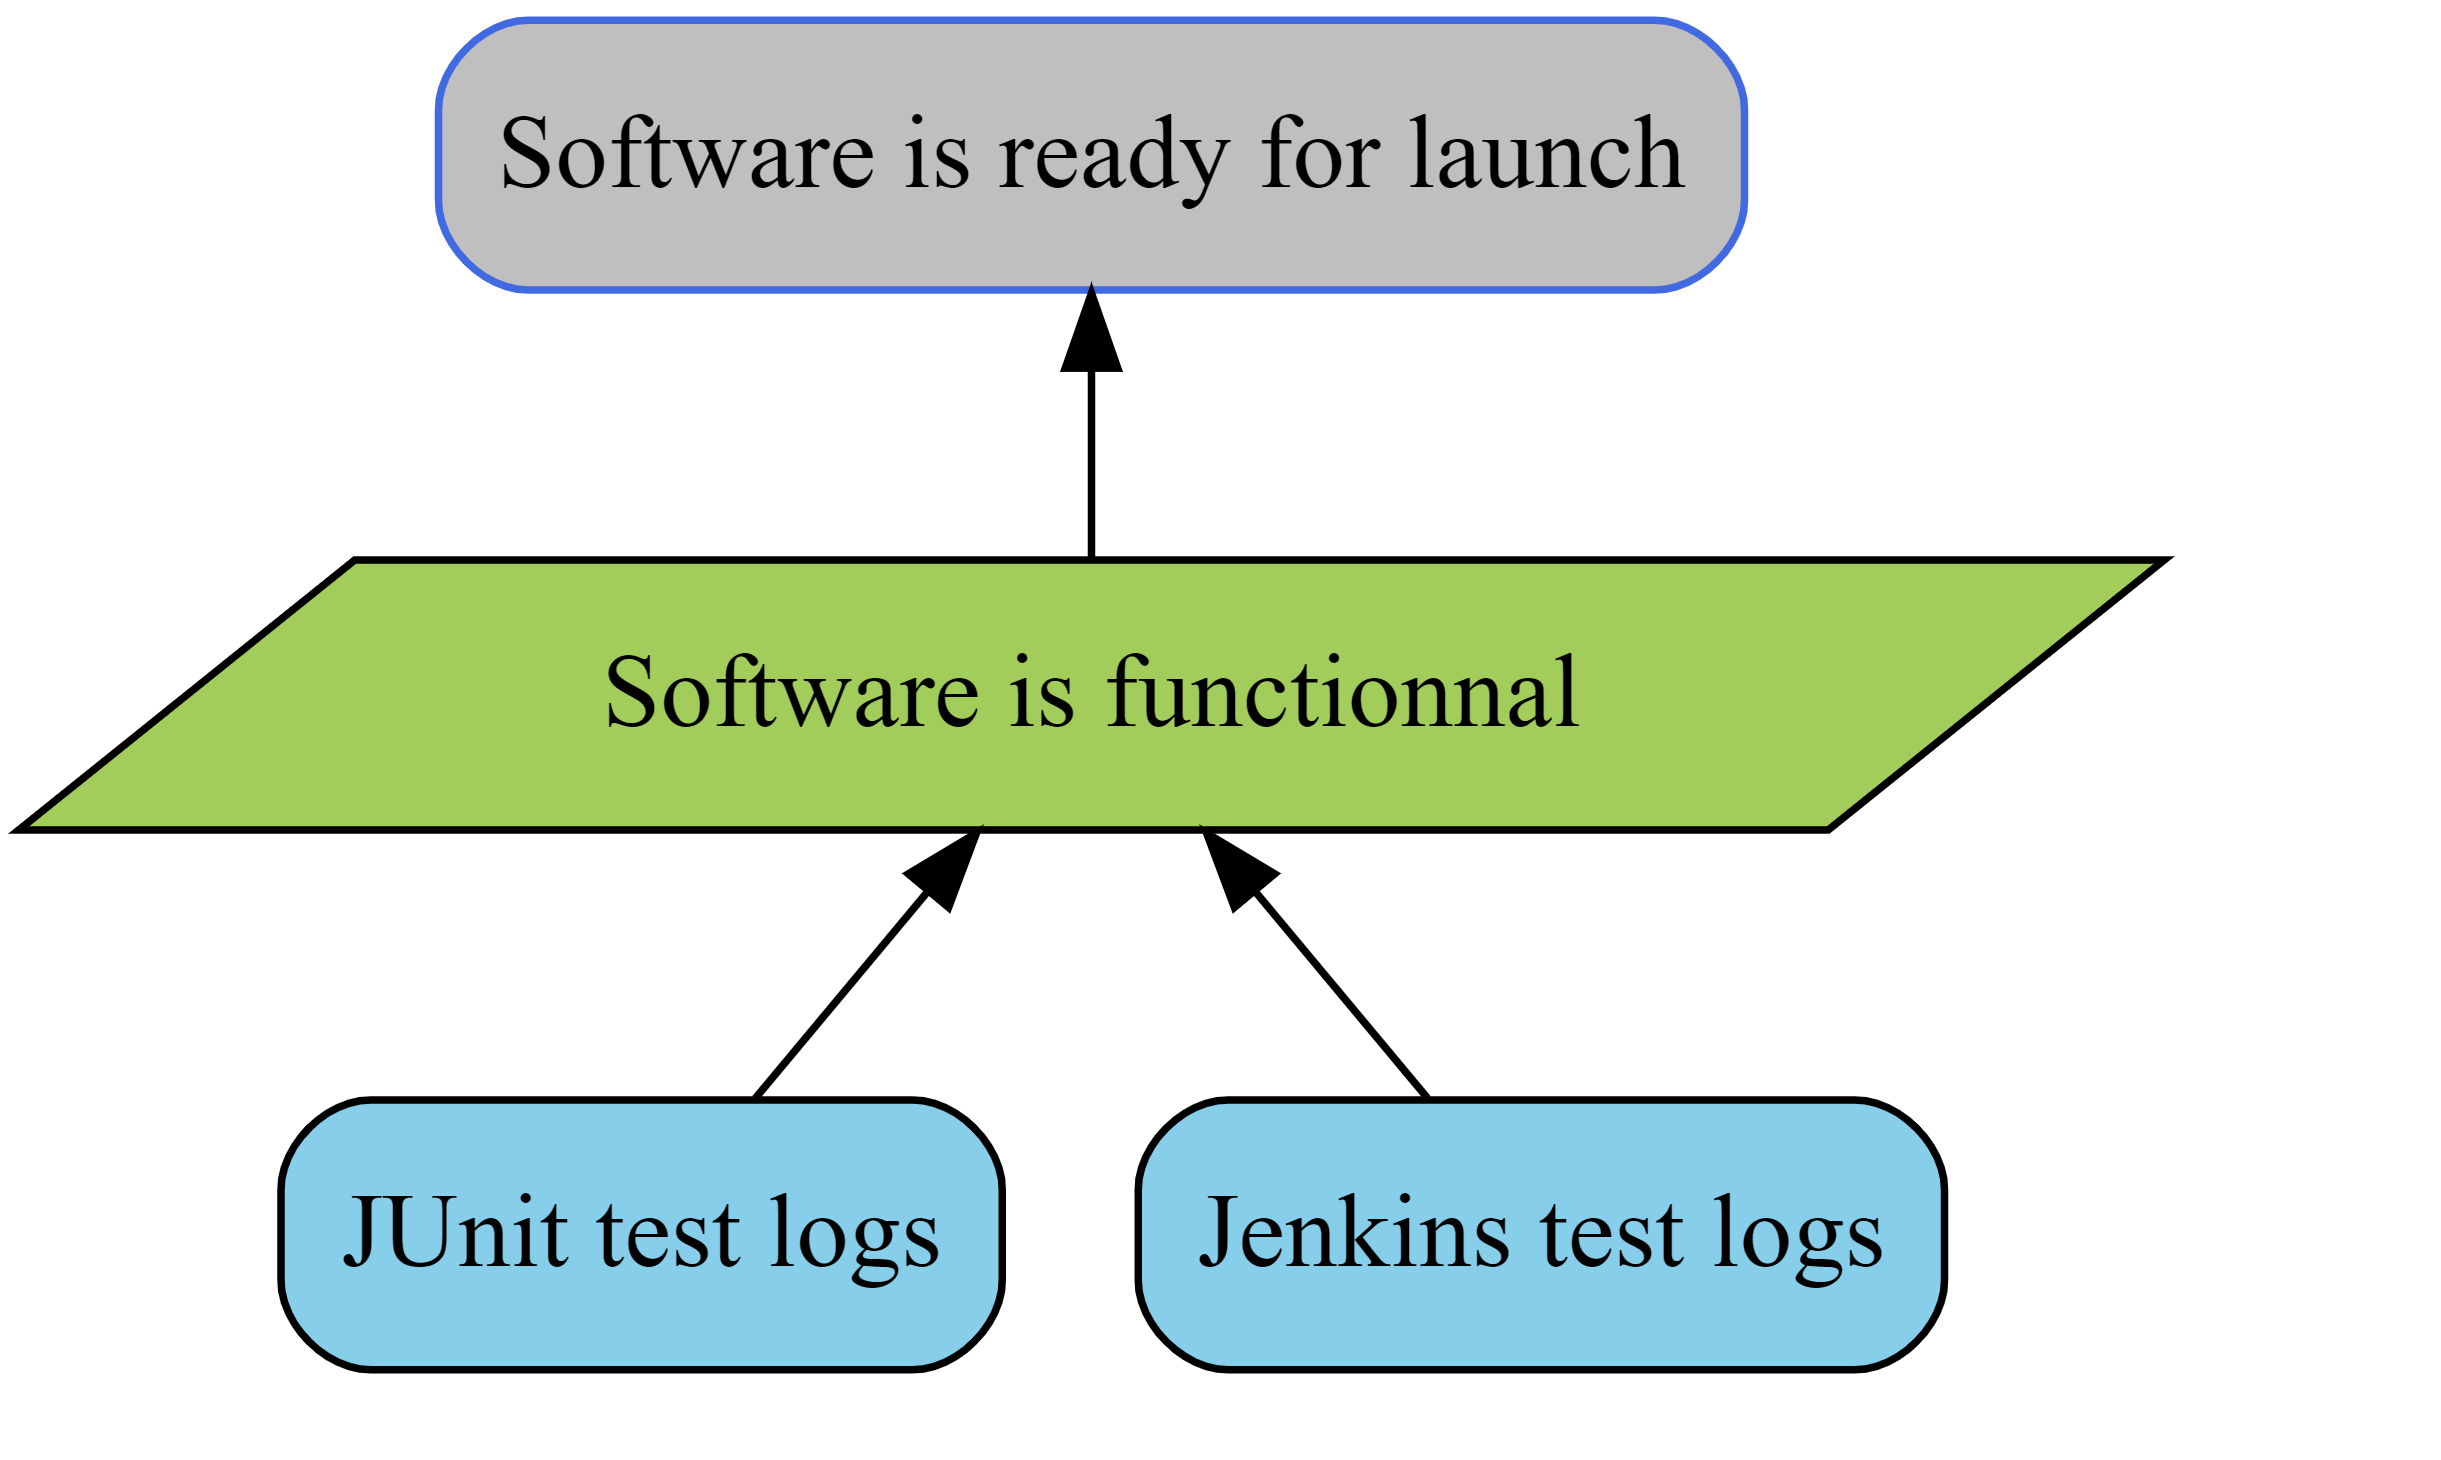 Software is ready for launch
Software is functionnal
JUnit test logs
Jenkins test logs